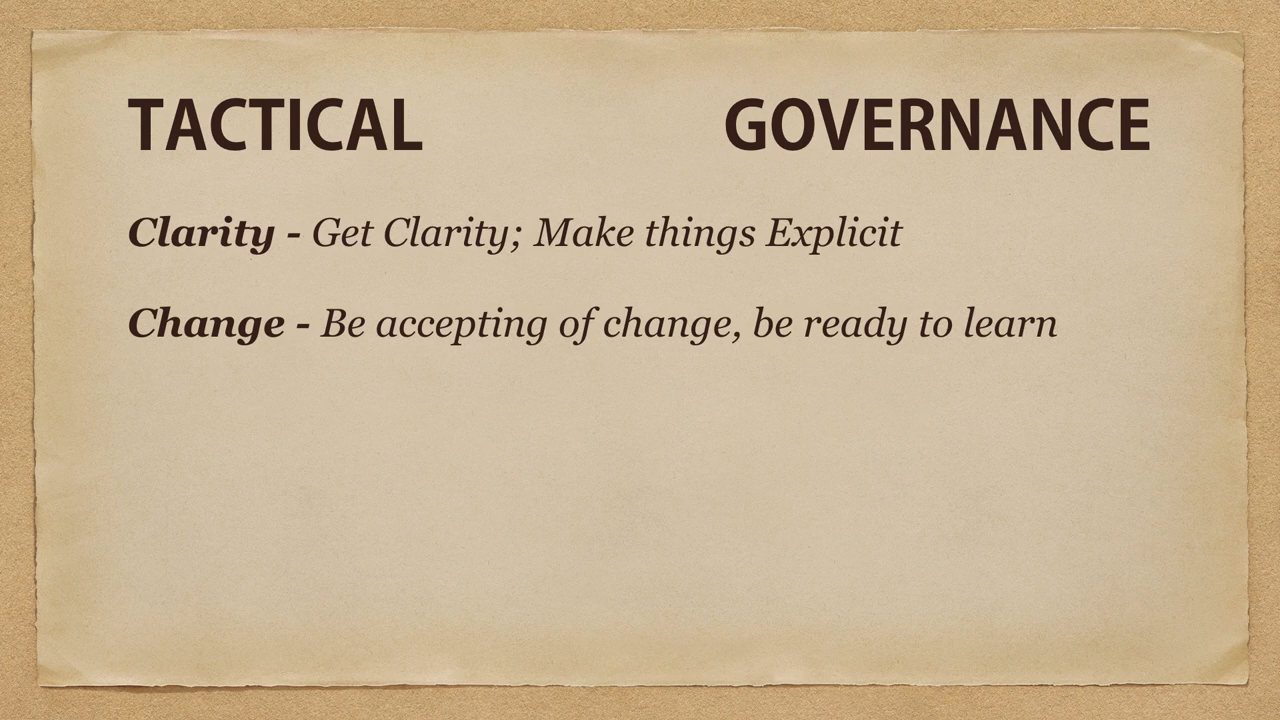 TACTICAL GOVERNANCE
Clarity - Get Clarity; Make things Explicit
Change - Be accepting of change, be ready to learn